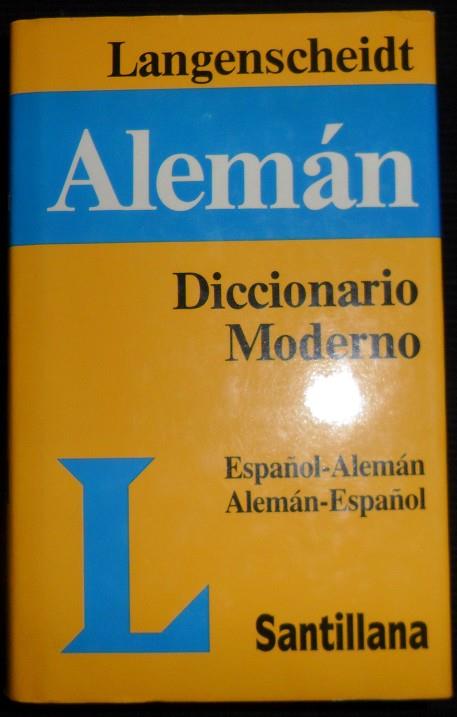 Langenscheidt
Alemán
Diccionario
Moderno
Español-Alemán
Alemán-Español
L
Santillana